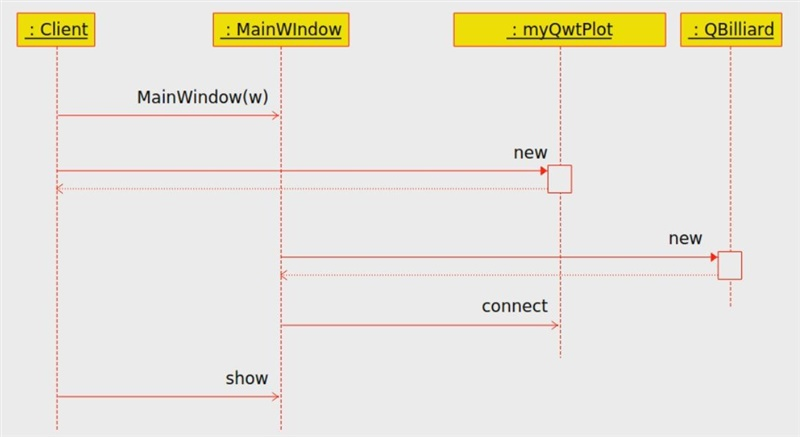 : Client
: MainWIndow
: myQwtPlot
: QBilliard
MainWindow(w)
new
new
connect
show